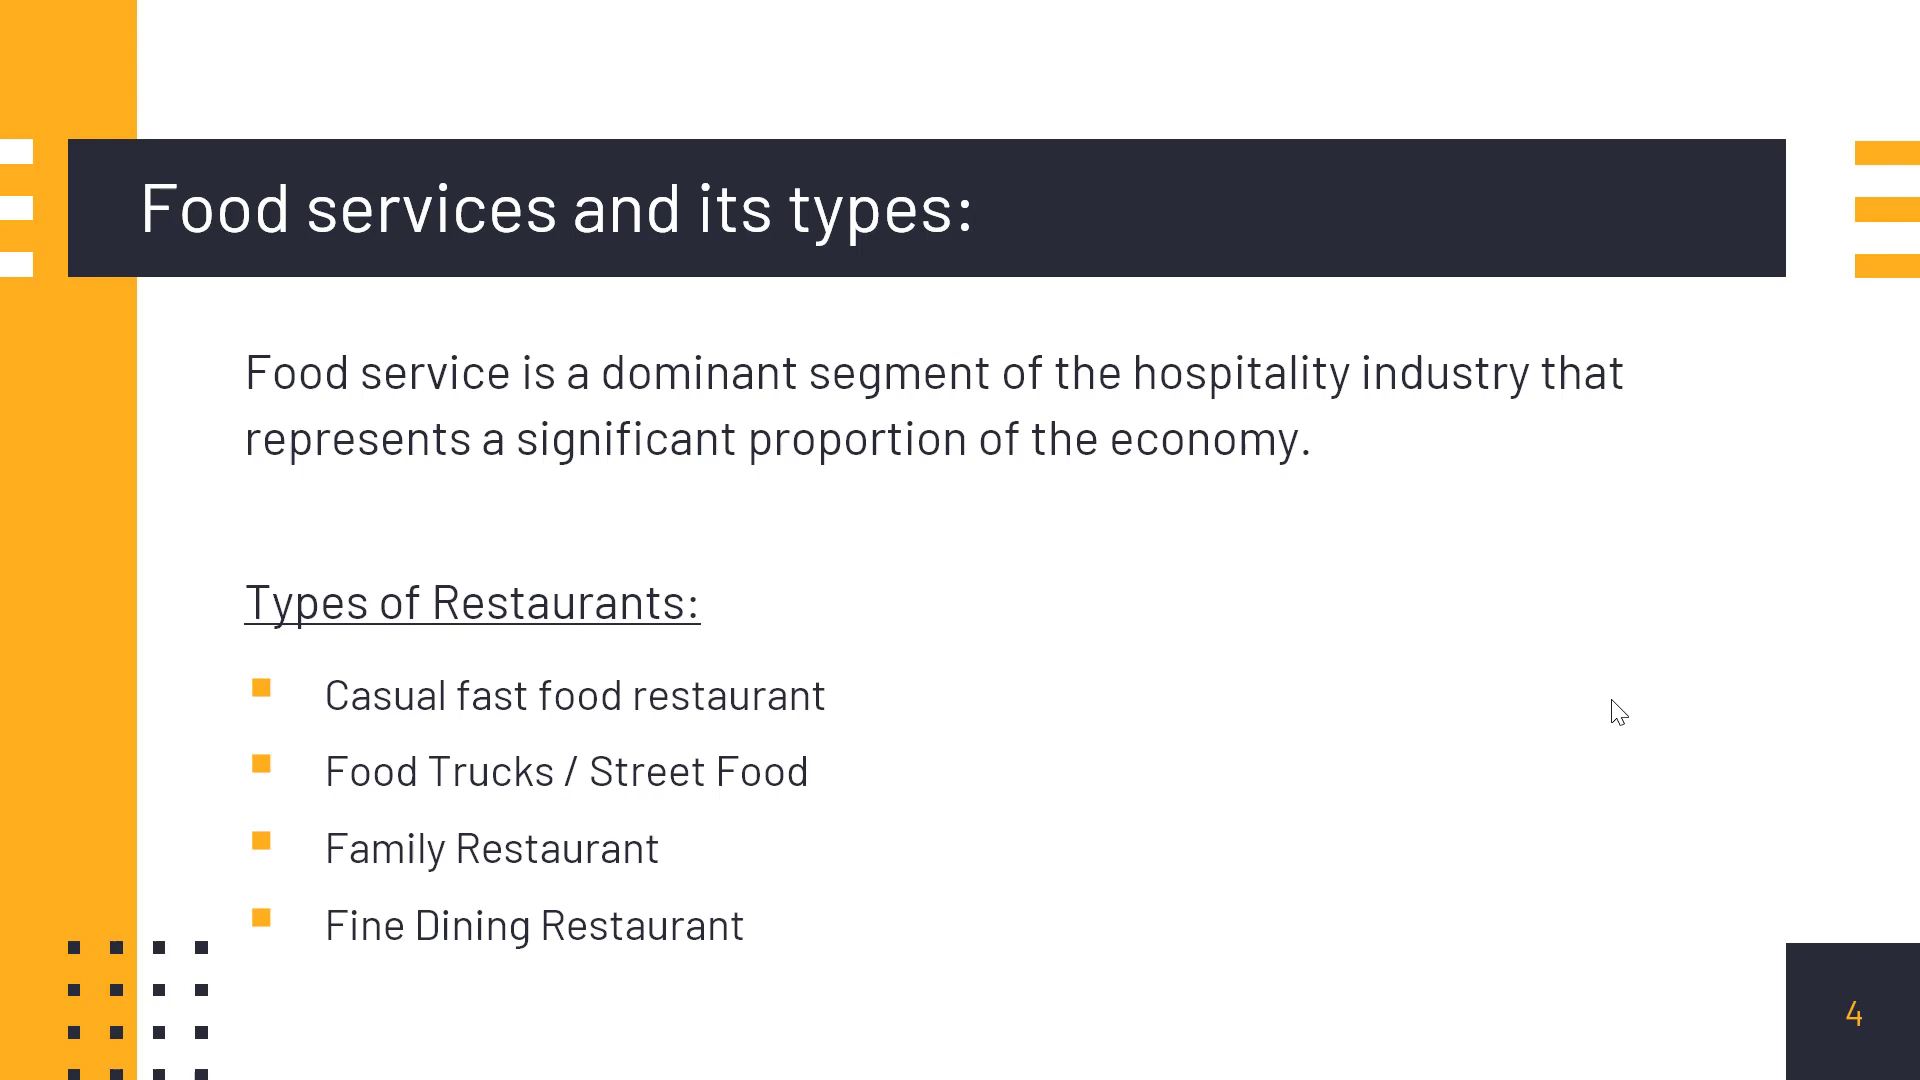 Food services and its types:
Food service is a dominant segment of the hospitality industry that
represents a significant proportion of the economy.
Types of Restaurants:
Casual fast food restaurant
Food Trucks / Street Food
Family Restaurant
Fine Dining Restaurant
4